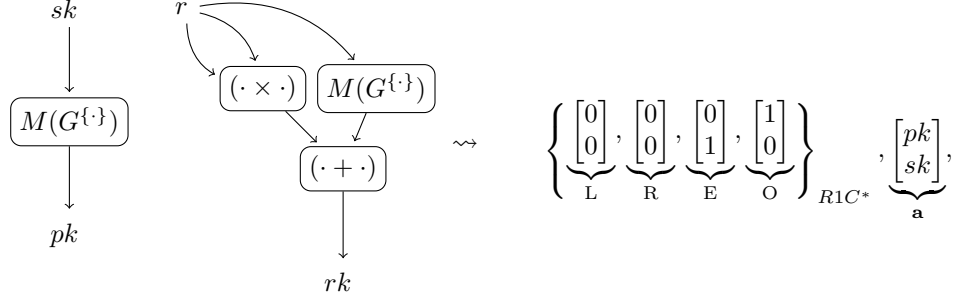 sk
r
M(G^{·})
(· × ·)
M(G^{·})
(· + ·)
pk
rk
⇝ { [0 0] L , [0 0] R , [0 1] E , [1 0] O }_{R1C*} , [pk sk] a ,